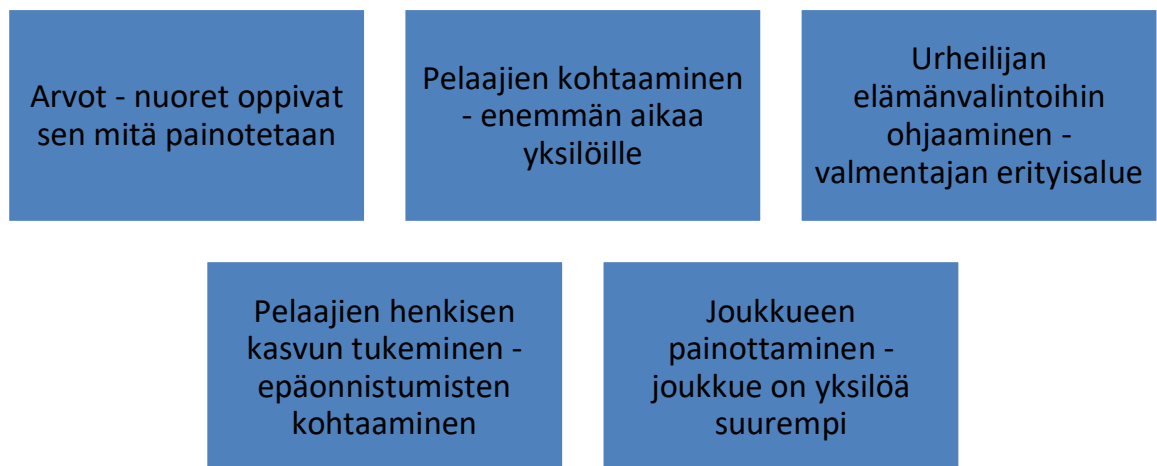 Arvot - nuoret oppivat
sen mitä painotetaan
Pelaajien kohtaaminen
- enemmän aikaa
yksilöille
Urheilijan
elämänvalintoihin
ohjaaminen -
valmentajan erityisalue
Pelaajien henkisen
kasvun tukeminen -
epäonnistumisten
kohtaaminen
Joukkueen
painottaminen -
joukkue on yksilöä
suurempi